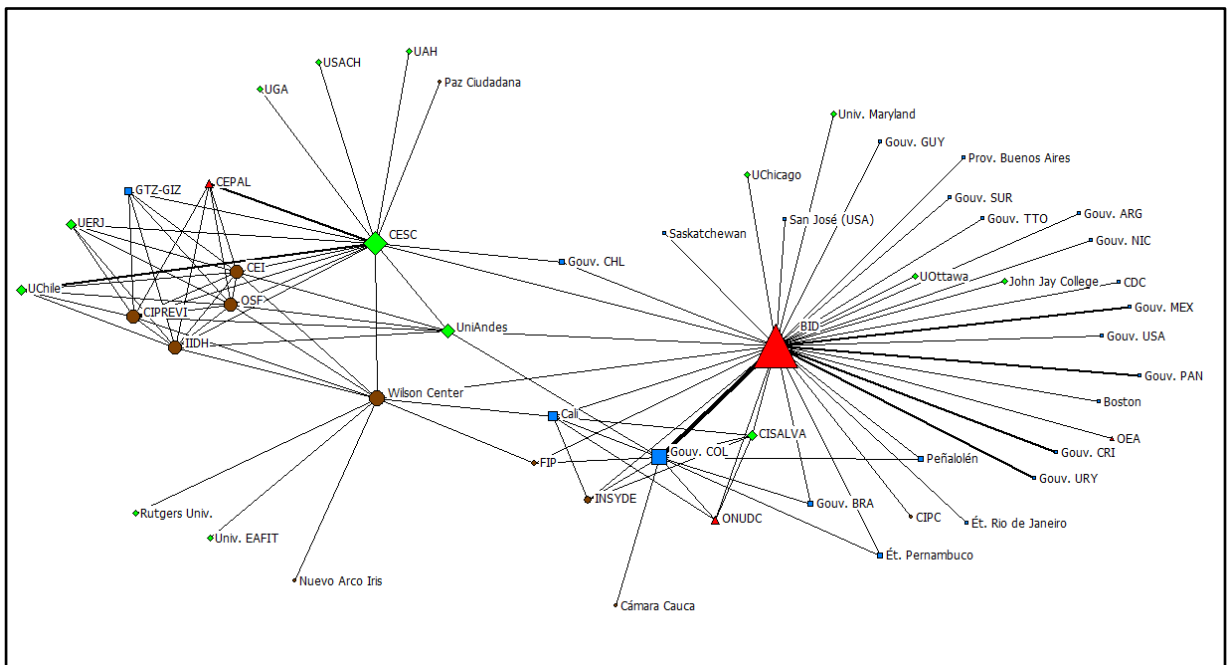 UAH
USACH
Paz Ciudadana
UGA
Univ. Maryland
Gouv. GUY
Prov. Buenos Aires
UChicago
CEPAL
GTZ-GIZ
Gouv. SUR
Gouv. ARG
UERJ
San José (USA)
Gouv. TTO
CESC
Saskatchewan
Gouv. NIC
Gouv. CHL
CEI
UOttawa
John Jay College
CDC
UChile
OSF
Gouv. MEX
CIPREVI
UniAndes
BID
Gouv. USA
IIDH
Gouv. PAN
Wilson Center
Boston
Cali
CISALVA
OEA
Gouv. COL
Gouv. CRI
FIP
Peñalolén
Gouv. URY
INSYDE
Gouv. BRA
Rutgers Univ.
ONUDC
CIPC
Ét. Rio de Janeiro
Univ. EAFIT
Ét. Pernambuco
Nuevo Arco Iris
Cámara Cauca